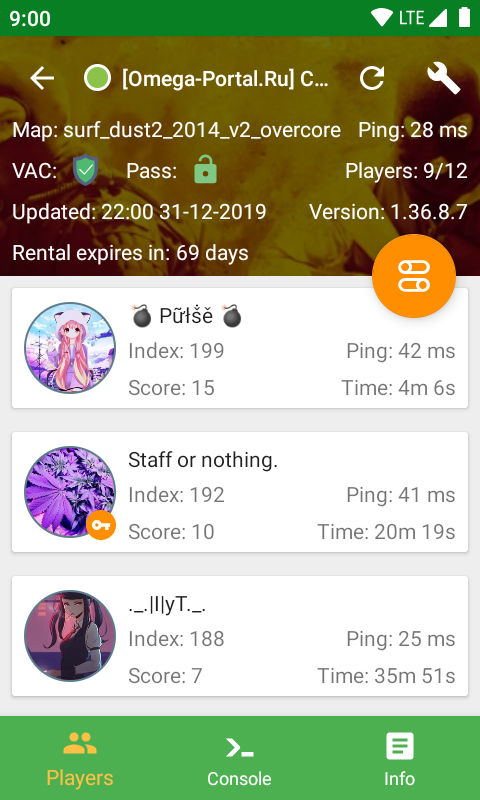 9:00 LTE
[Omega-Portal.Ru] C...
Map: surf_dust2_2014_v2_overcore Ping: 28 ms
VAC: Pass: Players: 9/12
Updated: 22:00 31-12-2019 Version: 1.36.8.7
Rental expires in: 69 days
💣 Pữłṩě 💣
Index: 199 Ping: 42 ms
Score: 15 Time: 4m 6s
Staff or nothing.
Index: 192 Ping: 41 ms
Score: 10 Time: 20m 19s
._.|I|yT._.
Index: 188 Ping: 25 ms
Score: 7 Time: 35m 51s
Players Console Info